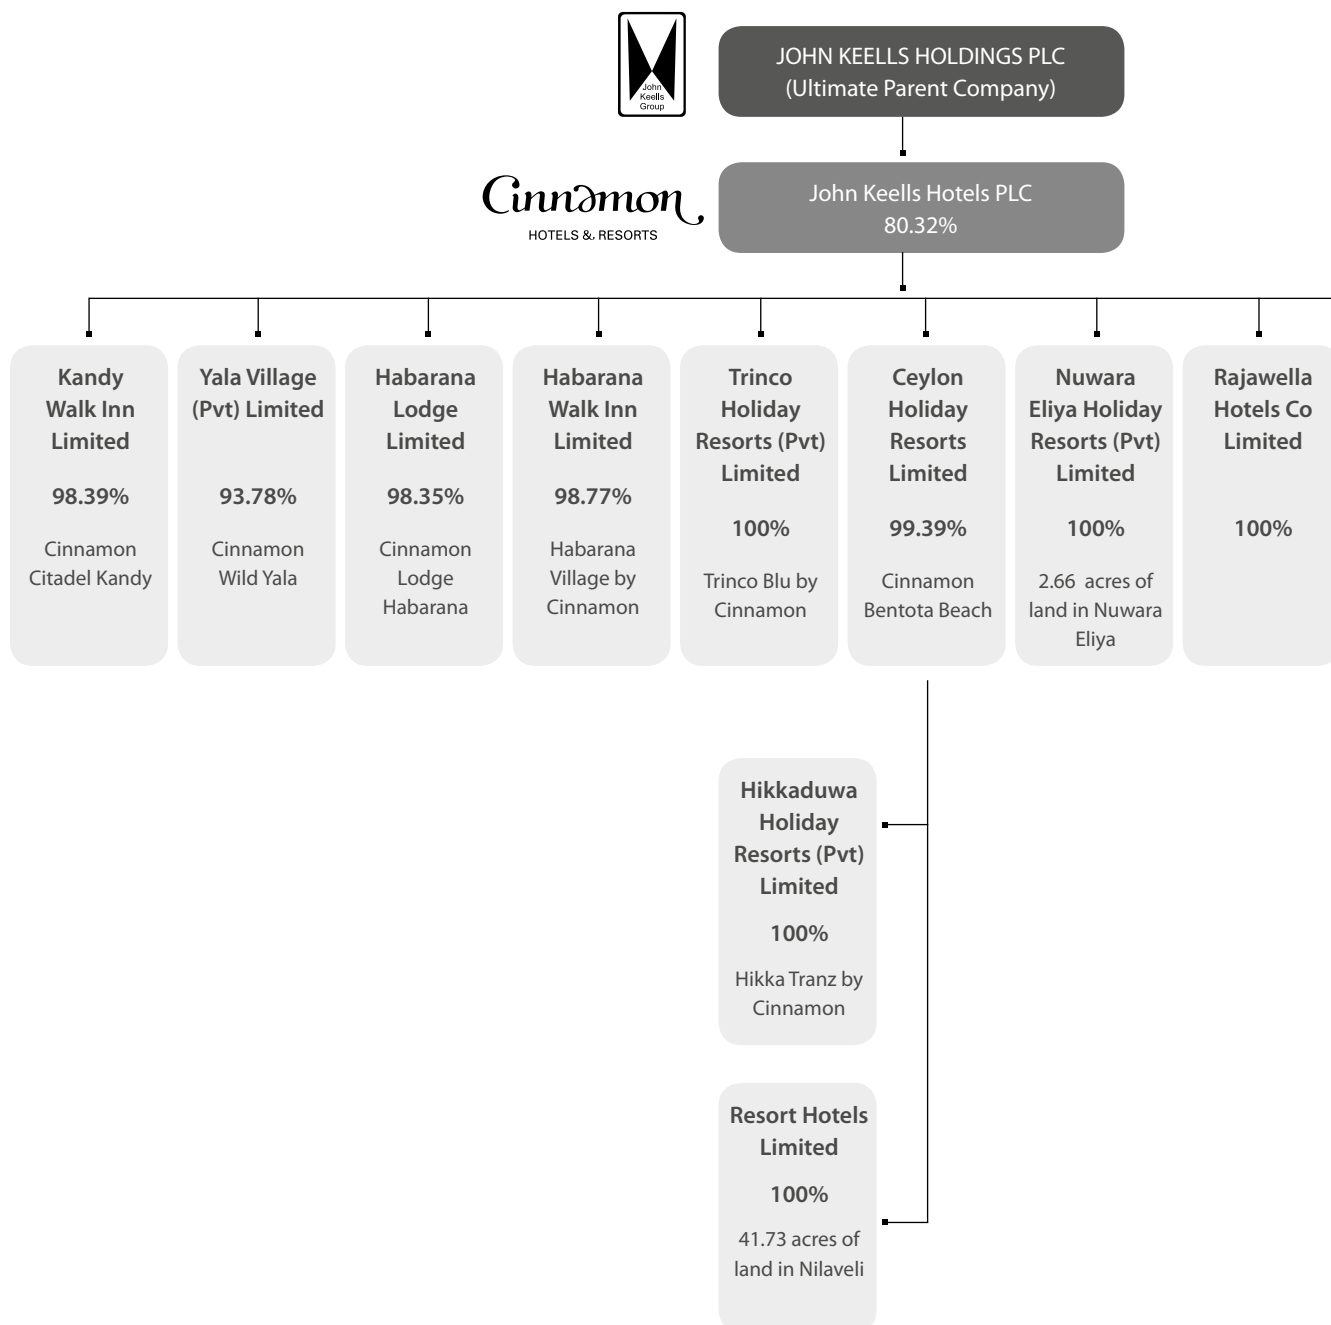 John
Keells
Group
JOHN KEELLS HOLDINGS PLC
(Ultimate Parent Company)
Cinnamon
HOTELS & RESORTS
John Keells Hotels PLC
80.32%
Kandy
Walk Inn
Limited
98.39%
Cinnamon
Citadel Kandy
Yala Village
(Pvt) Limited
93.78%
Cinnamon
Wild Yala
Habarana
Lodge
Limited
98.35%
Cinnamon
Lodge
Habarana
Habarana
Walk Inn
Limited
98.77%
Habarana
Village by
Cinnamon
Trinco
Holiday
Resorts (Pvt)
Limited
100%
Trinco Blu by
Cinnamon
Ceylon
Holiday
Resorts
Limited
99.39%
Cinnamon
Bentota Beach
Nuwara
Eliya Holiday
Resorts (Pvt)
Limited
100%
2.66 acres of
land in Nuwara
Eliya
Rajawella
Hotels Co
Limited
100%
Hikkaduwa
Holiday
Resorts (Pvt)
Limited
100%
Hikka Tranz by
Cinnamon
Resort Hotels
Limited
100%
41.73 acres of
land in Nilaveli